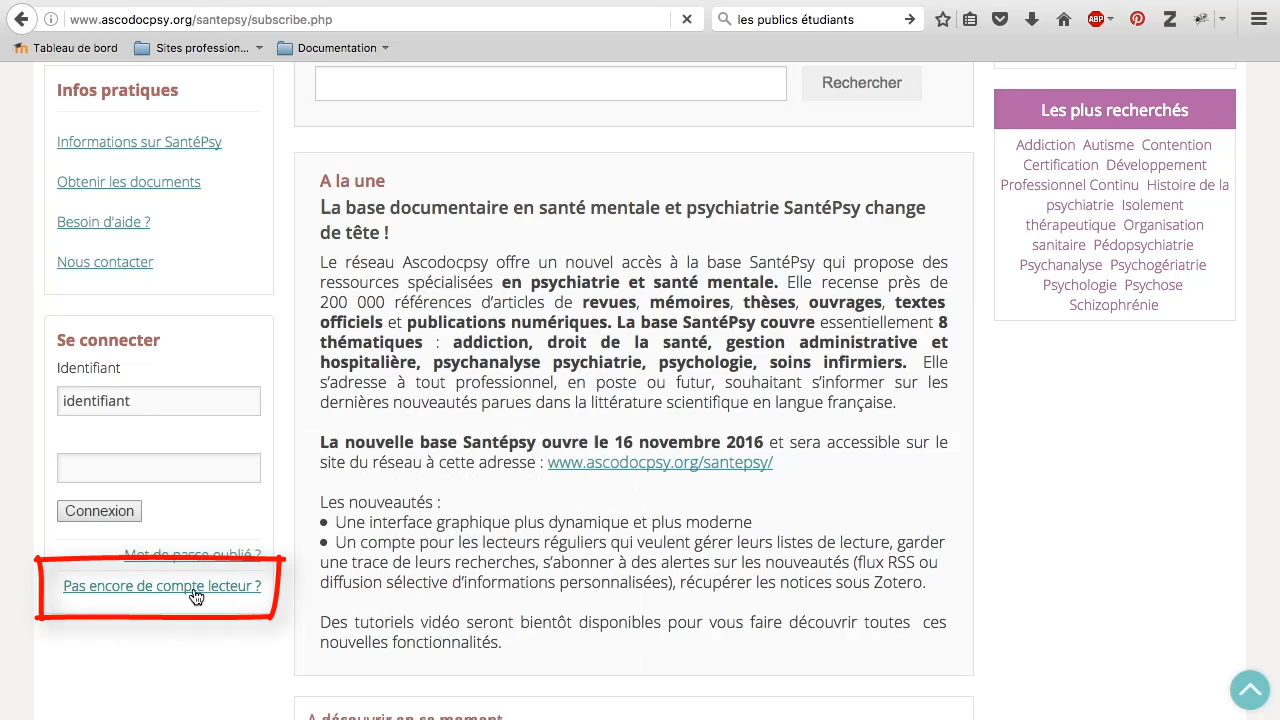 www.ascodocpsy.org/santepsy/subscribe.php
les publics étudiants
ABP
Z
Tableau de bord
Sites profession...
Documentation
Infos pratiques
Informations sur SantéPsy
Obtenir les documents
Besoin d'aide ?
Nous contacter
Se connecter
Identifiant
identifiant
Connexion
Mot de passe oublié ?
Pas encore de compte lecteur ?
Rechercher
A la une
La base documentaire en santé mentale et psychiatrie SantéPsy change
de tête !
Le réseau Ascodocpsy offre un nouvel accès à la base SantéPsy qui propose des
ressources spécialisées en psychiatrie et santé mentale. Elle recense près de
200 000 références d'articles de revues, mémoires, thèses, ouvrages, textes
officiels et publications numériques. La base SantéPsy couvre essentiellement 8
thématiques : addiction, droit de la santé, gestion administrative et
hospitalière, psychanalyse psychiatrie, psychologie, soins infirmiers. Elle
s'adresse à tout professionnel, en poste ou futur, souhaitant s'informer sur les
dernières nouveautés parues dans la littérature scientifique en langue française.
La nouvelle base Santépsy ouvre le 16 novembre 2016 et sera accessible sur le
site du réseau à cette adresse : www.ascodocpsy.org/santepsy/
Les nouveautés :
● Une interface graphique plus dynamique et plus moderne
● Un compte pour les lecteurs réguliers qui veulent gérer leurs listes de lecture, garder
une trace de leurs recherches, s'abonner à des alertes sur les nouveautés (flux RSS ou
diffusion sélective d'informations personnalisées), récupérer les notices sous Zotero.
Des tutoriels vidéo seront bientôt disponibles pour vous faire découvrir toutes ces
nouvelles fonctionnalités.
A découvrir en ce moment
Les plus recherchés
Addiction Autisme Contention
Certification Développement
Professionnel Continu Histoire de la
psychiatrie Isolement
thérapeutique Organisation
sanitaire Pédopsychiatrie
Psychanalyse Psychogériatrie
Psychologie Psychose
Schizophrénie